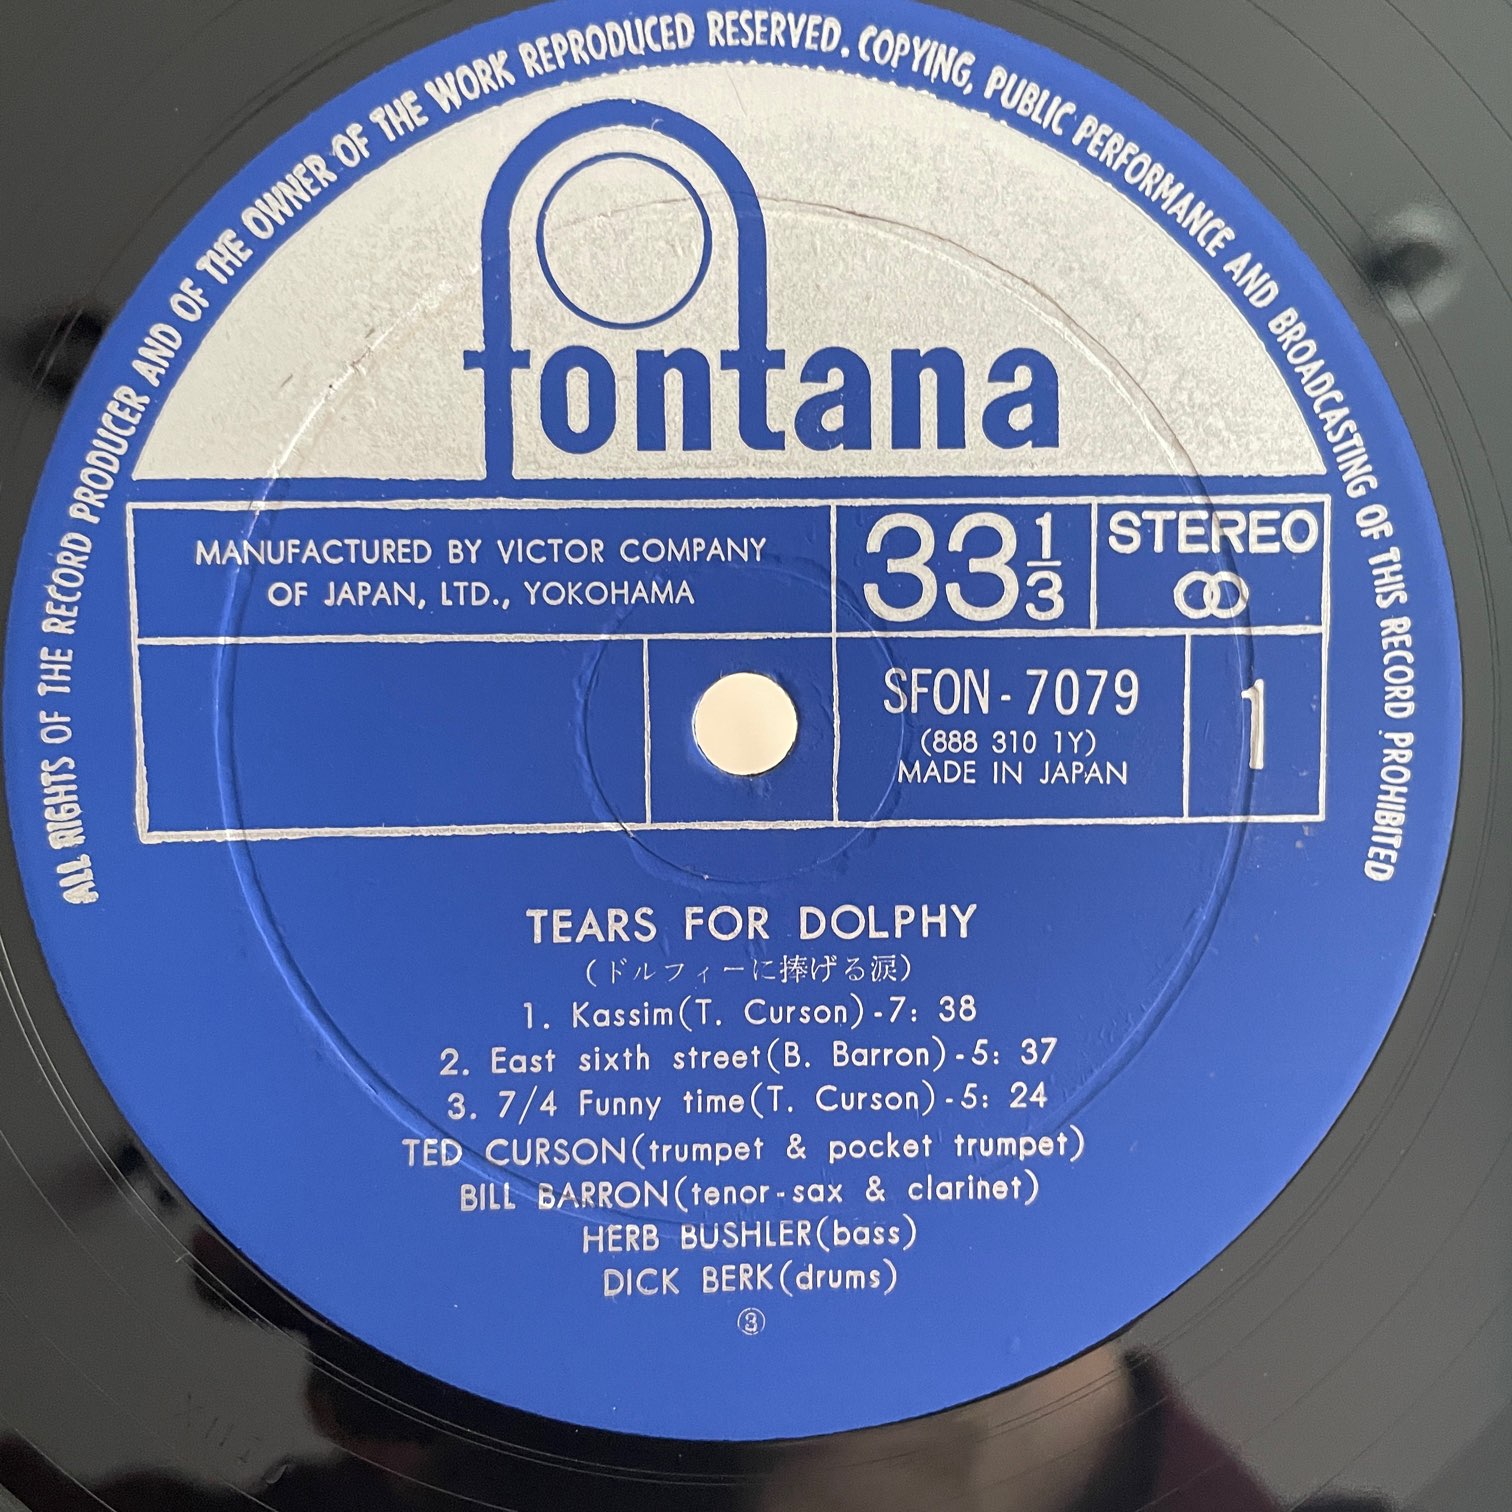 ALL RIGHTS OF THE RECORD PRODUCER AND OF THE OWNER OF THE WORK REPRODUCED RESERVED. COPYING, PUBLIC PERFORMANCE AND BROADCASTING OF THIS RECORD PROHIBITED
fontana
MANUFACTURED BY VICTOR COMPANY
OF JAPAN, LTD., YOKOHAMA
33 1/3
STEREO
SFON-7079
(888 310 1Y)
MADE IN JAPAN
1
TEARS FOR DOLPHY
(ドルフィーに捧げる涙)
1. Kassim(T. Curson)-7: 38
2. East sixth street(B. Barron)-5: 37
3. 7/4 Funny time(T. Curson)-5: 24
TED CURSON(trumpet & pocket trumpet)
BILL BARRON(tenor-sax & clarinet)
HERB BUSHLER(bass)
DICK BERK(drums)
③